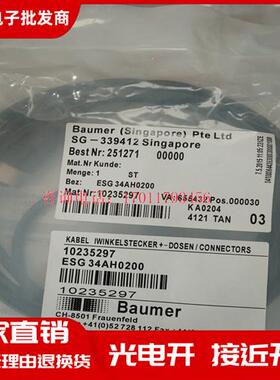 电子批发商
Baumer (Singapore) Pte Ltd
SG-339412 Singapore
Best Nr: 251271 00000
Mat Nr Kunde:
Menge: 1 ST
Bez: ESG 34AH0200
Mat.Nr: 10235297
Pos.000030
KA0204
4121 TAN 03
KABEL /WINKELSTECKER+-DOSEN/CONNECTORS
10235297
ESG 34AH0200
10235297
Baumer
CH-8501 Frauenfeld
家直销
理由退换货
光电开 接近开